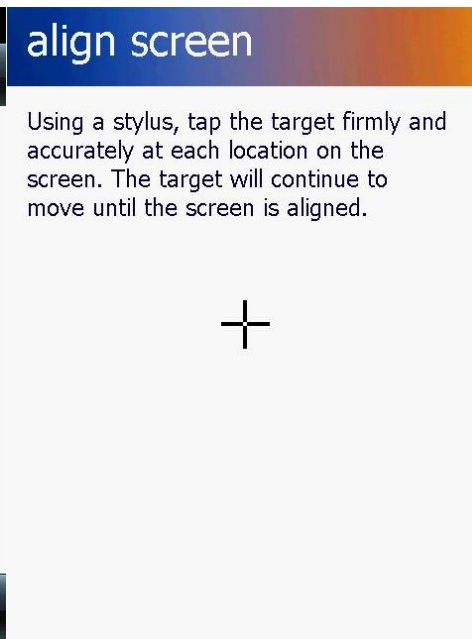 align screen
Using a stylus, tap the target firmly and
accurately at each location on the
screen. The target will continue to
move until the screen is aligned.